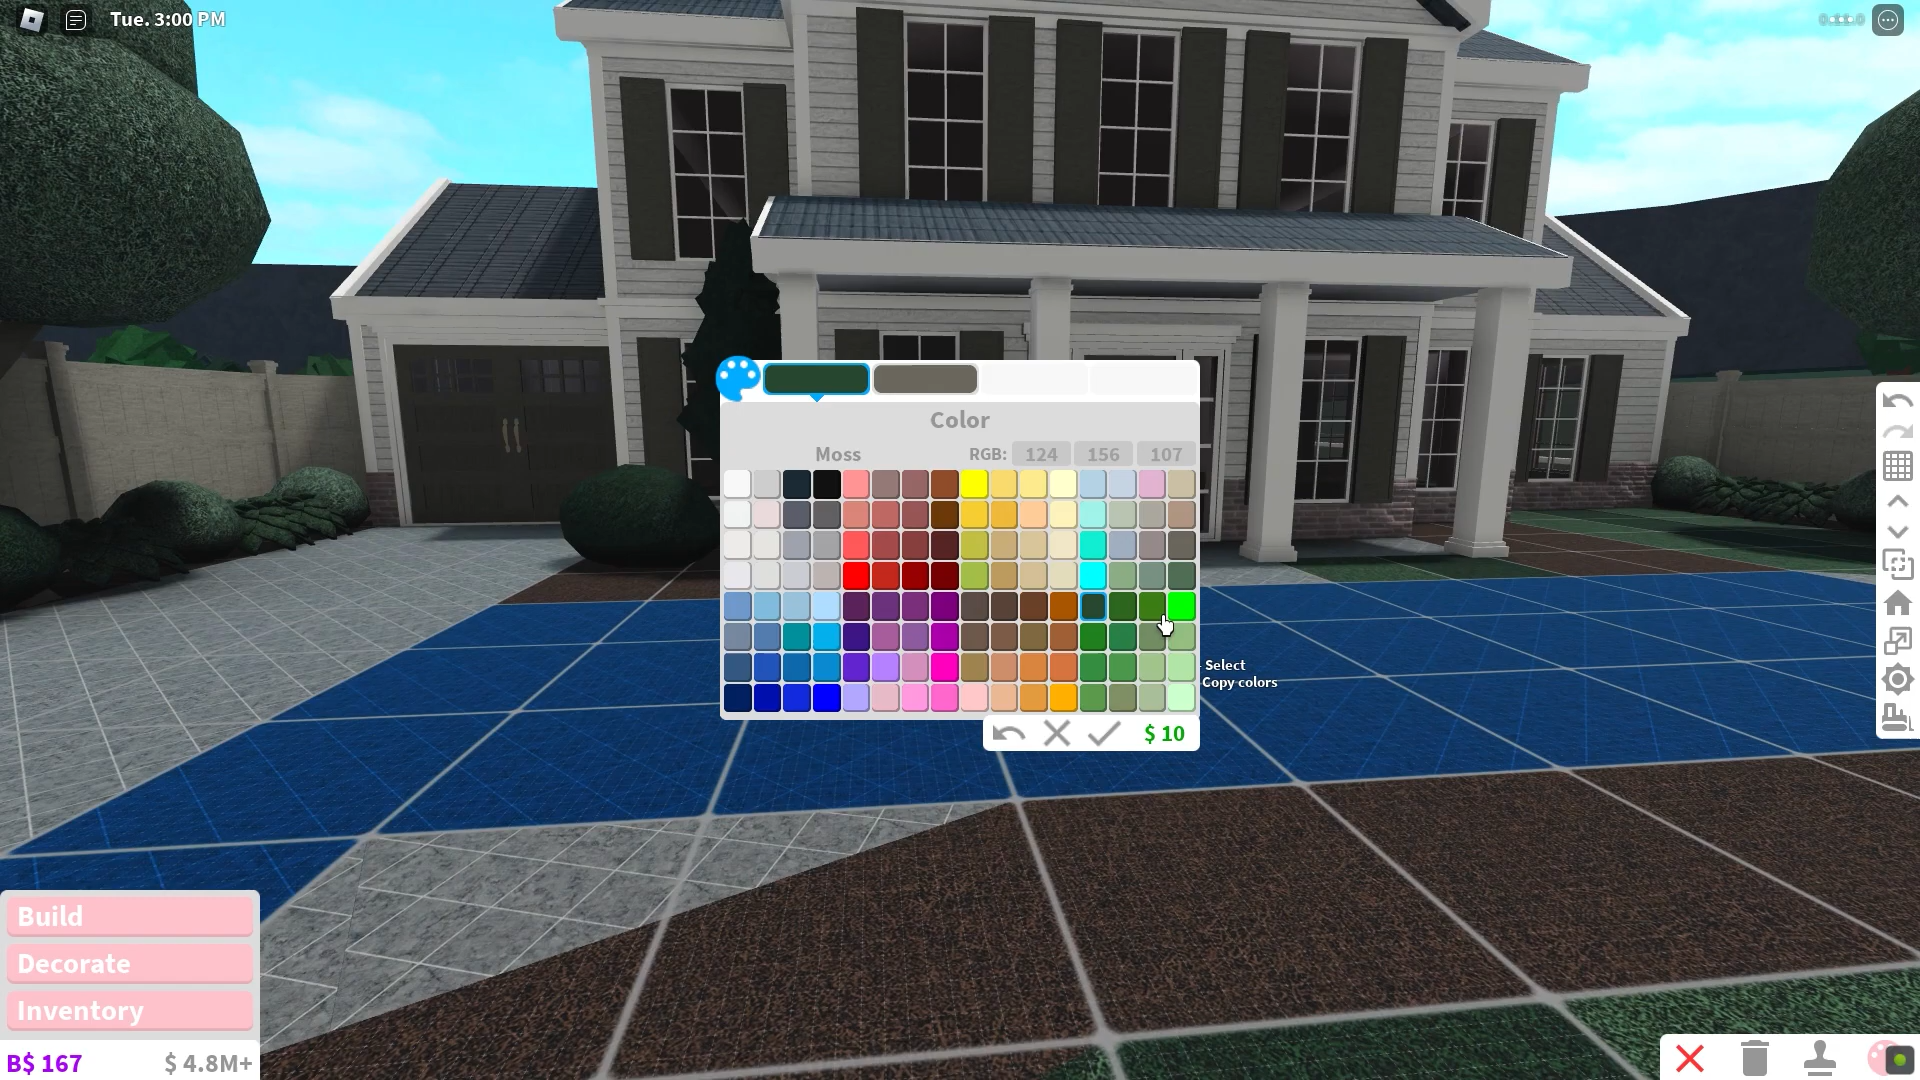 Tue. 3:00 PM
Color
Moss
RGB: 124 156 107
Select
Copy colors
$ 10
Build
Decorate
Inventory
B$ 167
$ 4.8M+